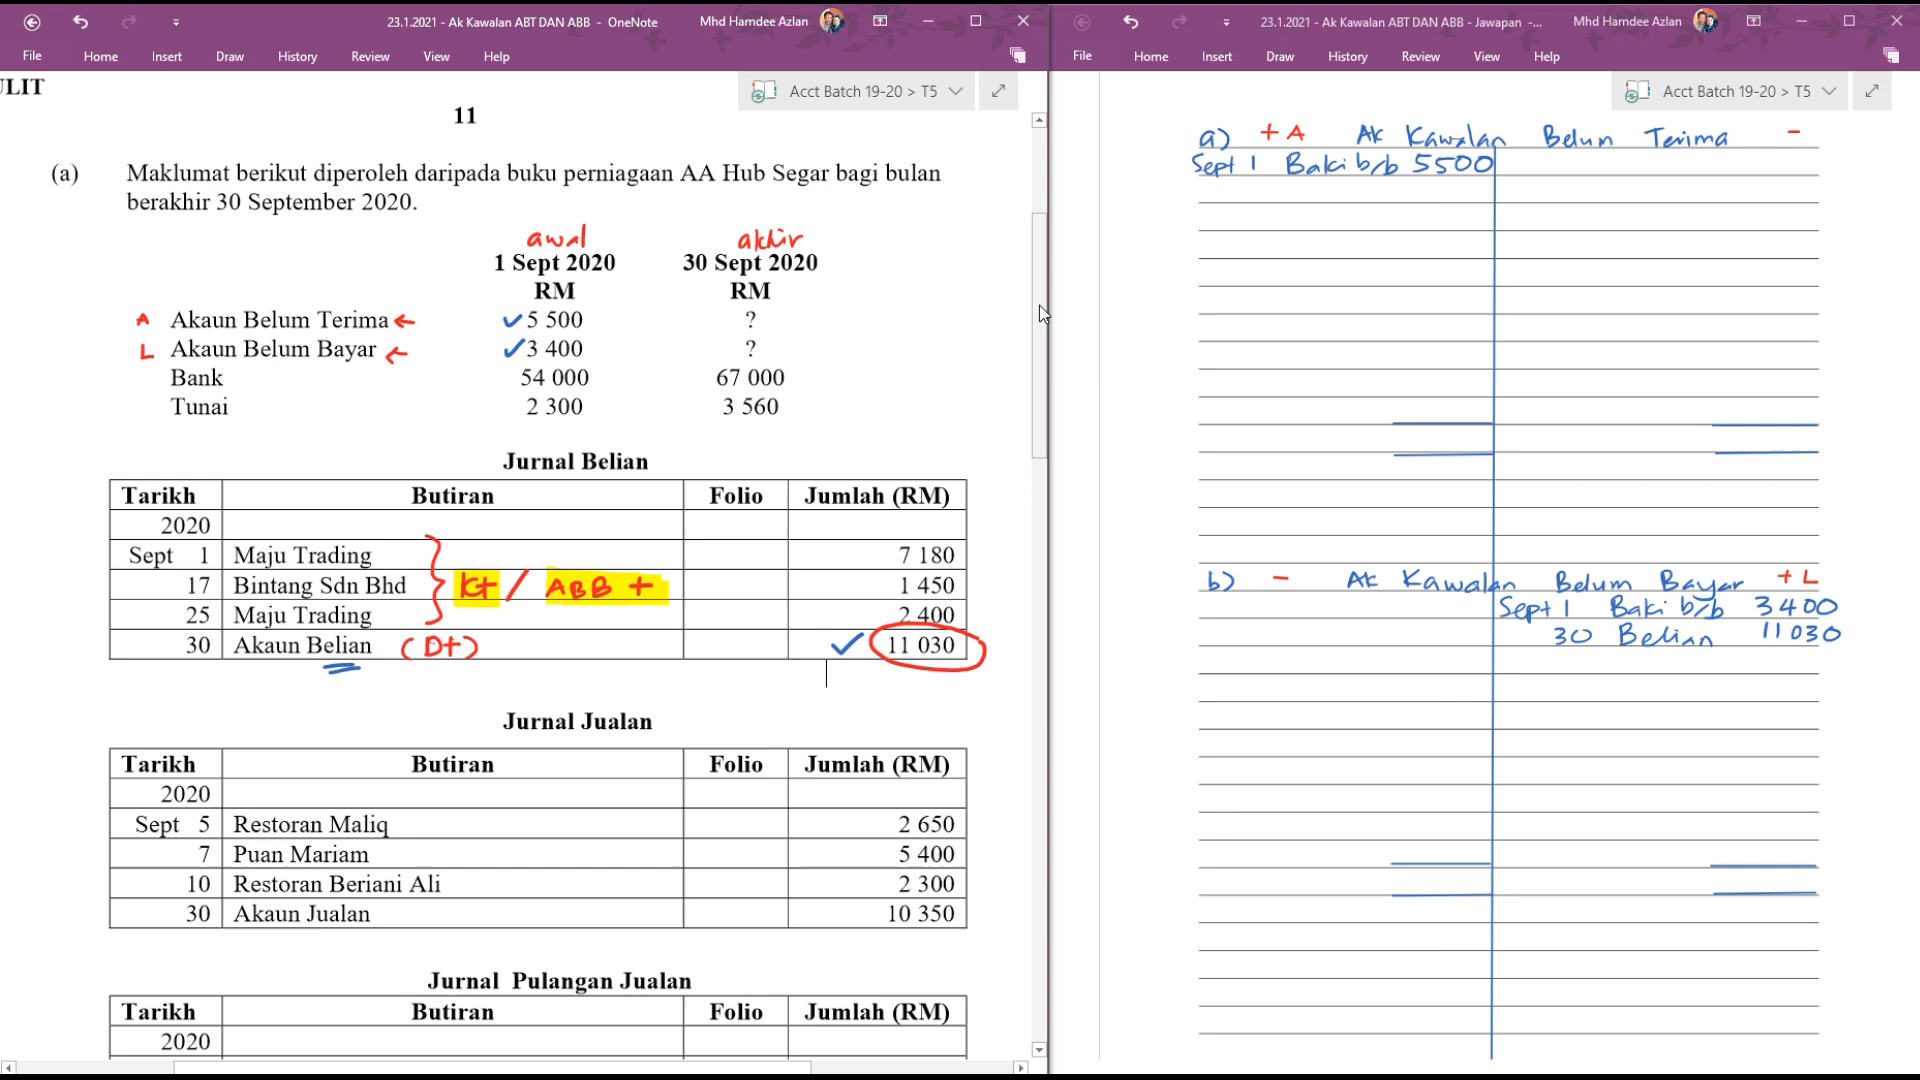 23.1.2021 - Ak Kawalan ABT DAN ABB - OneNote
Mhd Hamdee Azlan
File Home Insert Draw History Review View Help
ULIT
Acct Batch 19-20 > T5
11
(a) Maklumat berikut diperoleh daripada buku perniagaan AA Hub Segar bagi bulan
berakhir 30 September 2020.
awal akhir
1 Sept 2020 30 Sept 2020
RM RM
A Akaun Belum Terima ← ✓ 5 500 ?
L Akaun Belum Bayar ← ✓ 3 400 ?
Bank 54 000 67 000
Tunai 2 300 3 560
Jurnal Belian
Tarikh Butiran Folio Jumlah (RM)
2020
Sept 1 Maju Trading 7 180
17 Bintang Sdn Bhd Kt / ABB + 1 450
25 Maju Trading 2 400
30 Akaun Belian (Dt) ✓ 11 030
Jurnal Jualan
Tarikh Butiran Folio Jumlah (RM)
2020
Sept 5 Restoran Maliq 2 650
7 Puan Mariam 5 400
10 Restoran Beriani Ali 2 300
30 Akaun Jualan 10 350
Jurnal Pulangan Jualan
Tarikh Butiran Folio Jumlah (RM)
2020
23.1.2021 - Ak Kawalan ABT DAN ABB - Jawapan -...
Mhd Hamdee Azlan
File Home Insert Draw History Review View Help
Acct Batch 19-20 > T5
a) + A Ak Kawalan Belum Terima -
Sept 1 Baki b/b 5500
b) - Ak Kawalan Belum Bayar + L
Sept 1 Baki b/b 3400
30 Belian 11030